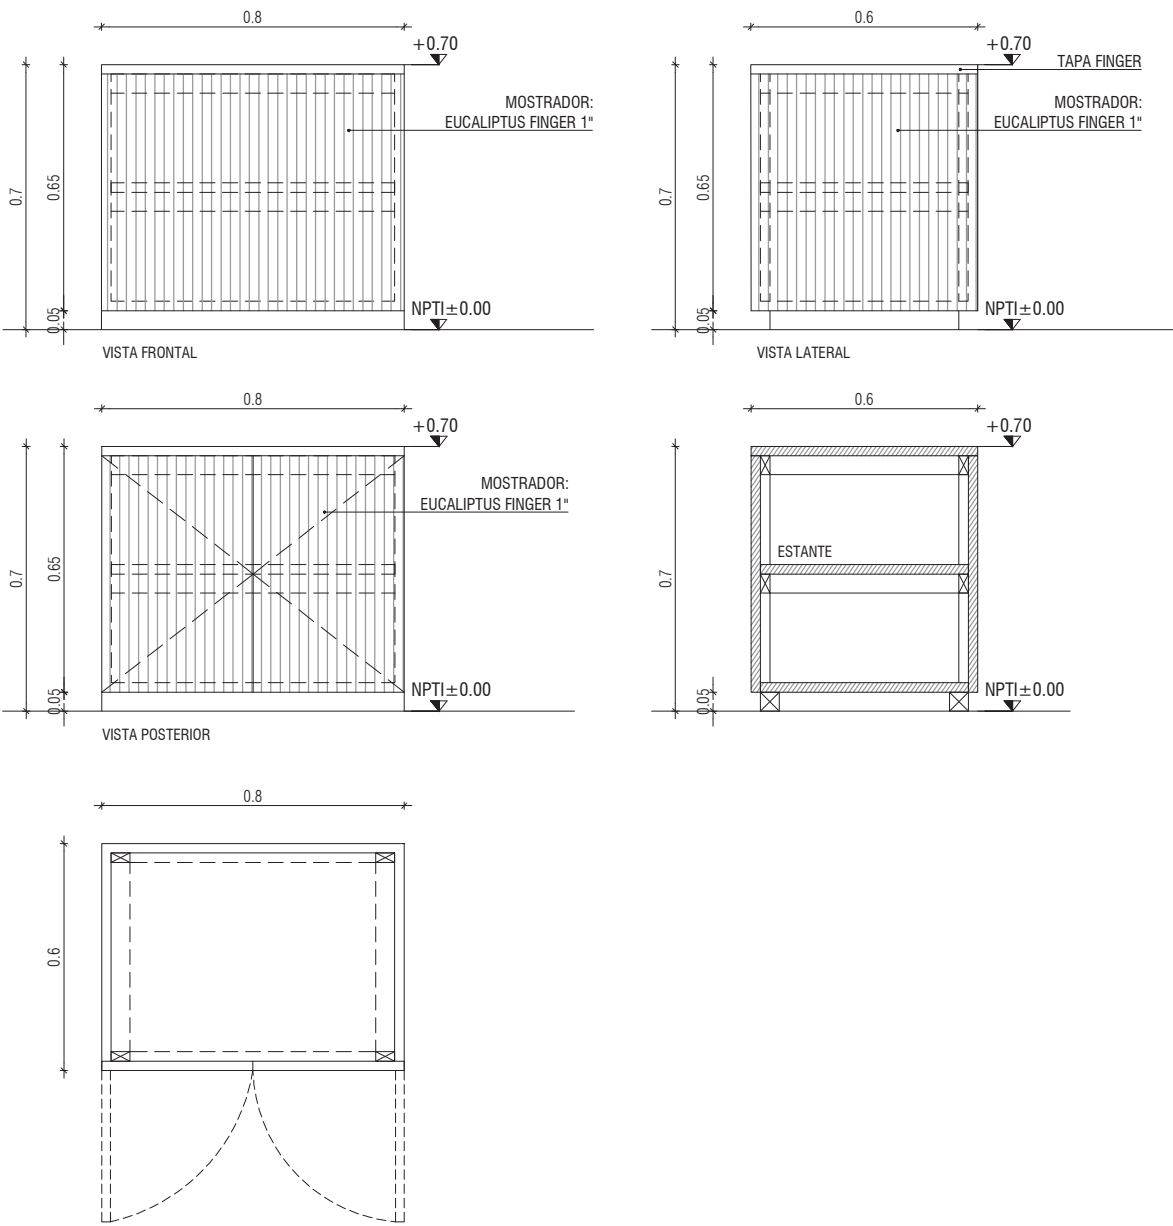 0.8
+0.70
MOSTRADOR:
EUCALIPTUS FINGER 1"
0.7
0.65
0.05
NPTI±0.00
VISTA FRONTAL
0.6
+0.70
TAPA FINGER
MOSTRADOR:
EUCALIPTUS FINGER 1"
0.7
0.65
0.05
NPTI±0.00
VISTA LATERAL
0.8
+0.70
MOSTRADOR:
EUCALIPTUS FINGER 1"
0.7
0.65
0.05
NPTI±0.00
VISTA POSTERIOR
0.6
+0.70
ESTANTE
0.7
0.05
NPTI±0.00
0.8
0.6